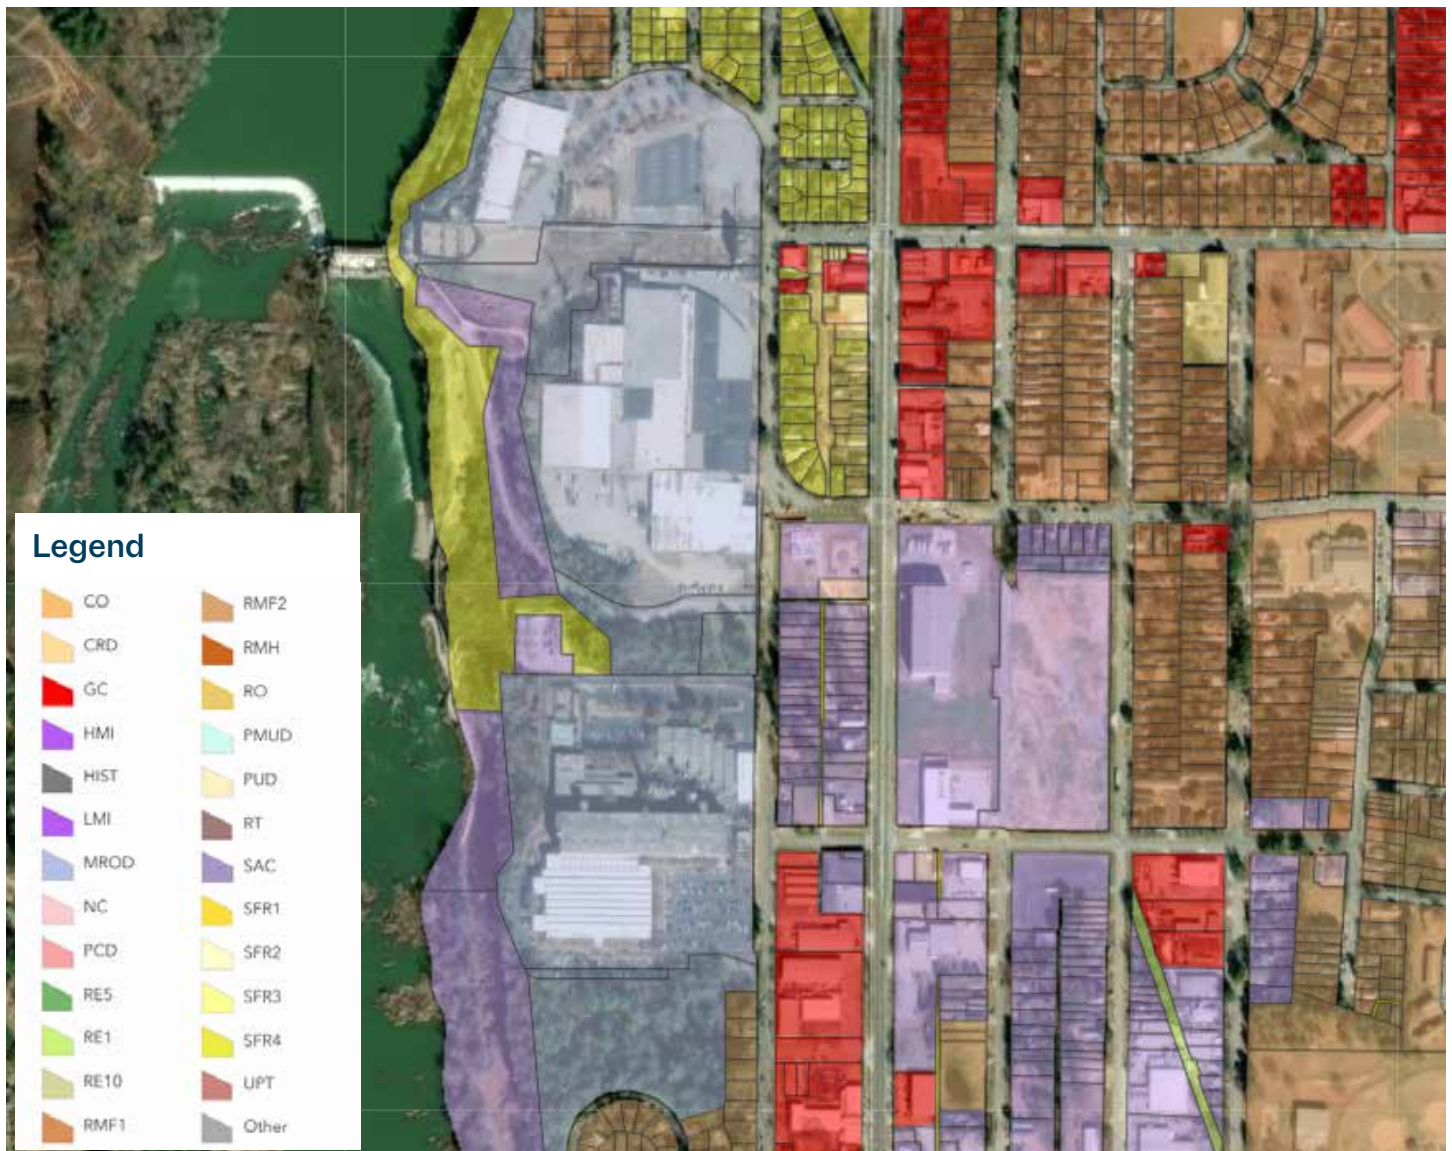 Legend
CO
CRD
GC
HMI
HIST
LMI
MROD
NC
PCD
RE5
RE1
RE10
RMF1
RMF2
RMH
RO
PMUD
PUD
RT
SAC
SFR1
SFR2
SFR3
SFR4
UPT
Other